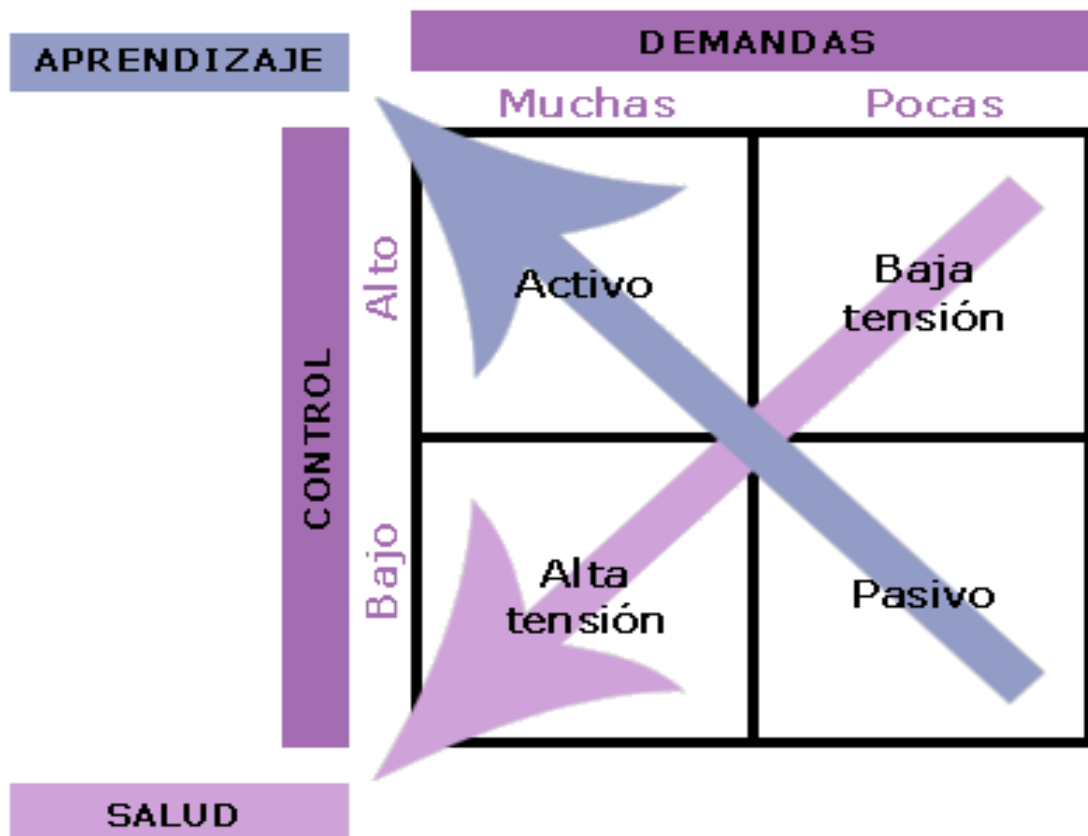 APRENDIZAJE
DEMANDAS
Muchas
Pocas
CONTROL
Alto
Bajo
Activo
Baja
tensión
Alta
tensión
Pasivo
SALUD